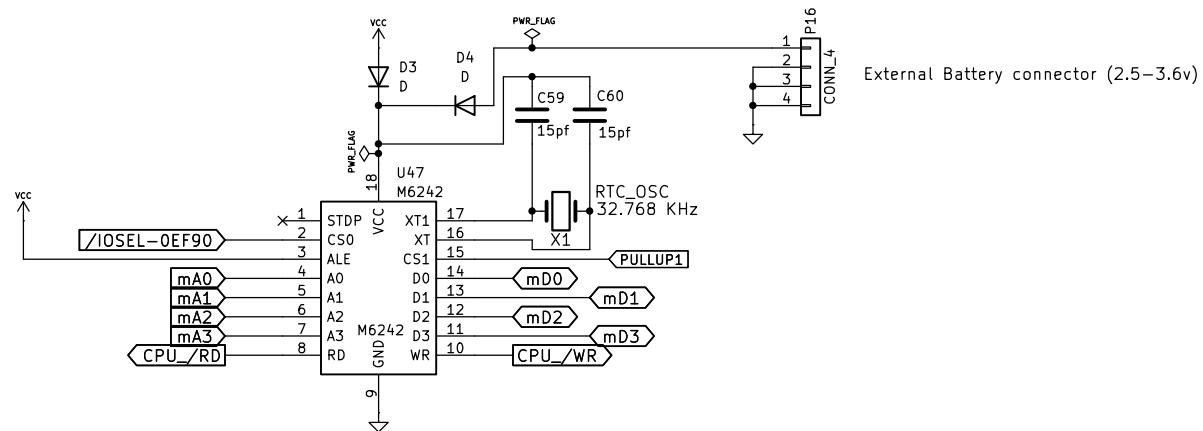 VCC
PWR_FLAG
P16
D3
D
D4
D
1
2
3
4
CONN_4
External Battery connector (2.5-3.6v)
C59
15pf
C60
15pf
PWR_FLAG
U47
M6242
18
VCC
RTC_OSC
32.768 KHz
X1
VCC
1 STDP
XT1 17
/IOSEL-0EF90
2 CS0
XT 16
3 ALE
CS1 15
PULLUP1
mA0
4 A0
D0 14
mD0
mA1
5 A1
D1 13
mD1
mA2
6 A2
D2 12
mD2
mA3
7 A3
D3 11
mD3
M6242
CPU_/RD
8 RD
WR 10
CPU_/WR
GND
9